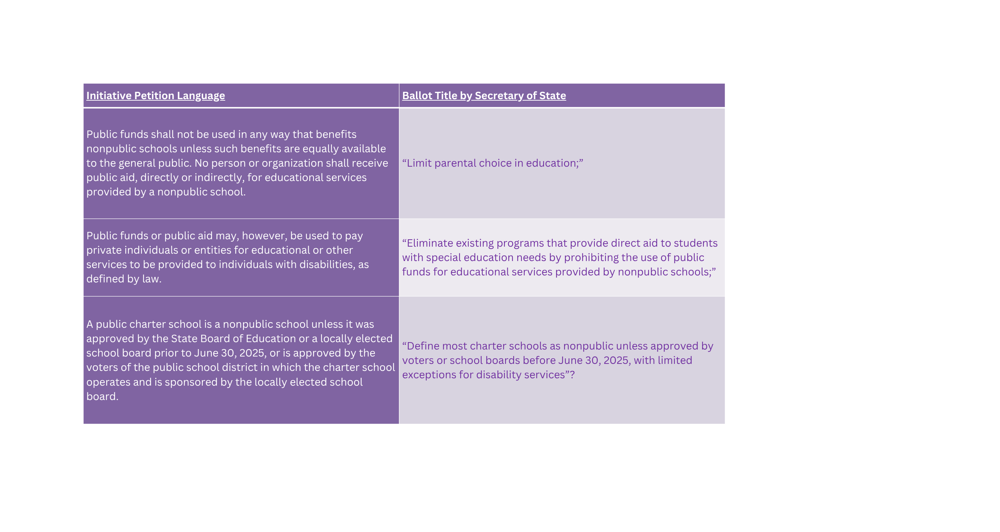 Initiative Petition Language
Ballot Title by Secretary of State
Public funds shall not be used in any way that benefits
nonpublic schools unless such benefits are equally available
to the general public. No person or organization shall receive
public aid, directly or indirectly, for educational services
provided by a nonpublic school.
“Limit parental choice in education;”
Public funds or public aid may, however, be used to pay
private individuals or entities for educational or other
services to be provided to individuals with disabilities, as
defined by law.
“Eliminate existing programs that provide direct aid to students
with special education needs by prohibiting the use of public
funds for educational services provided by nonpublic schools;”
A public charter school is a nonpublic school unless it was
approved by the State Board of Education or a locally elected
school board prior to June 30, 2025, or is approved by the
voters of the public school district in which the charter school
operates and is sponsored by the locally elected school
board.
“Define most charter schools as nonpublic unless approved by
voters or school boards before June 30, 2025, with limited
exceptions for disability services”?